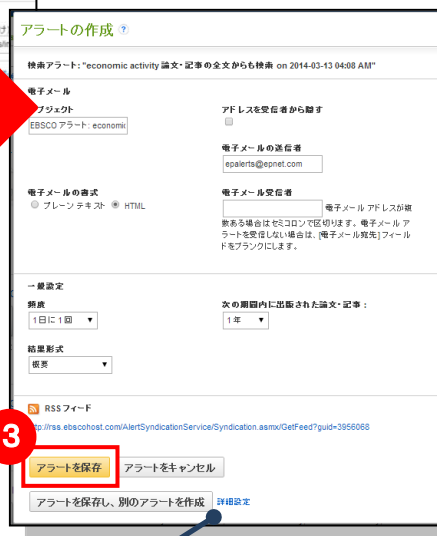 アラートの作成
検索アラート: "economic activity 論文・記事の全文からも検索 on 2014-03-13 04:08 AM"
電子メール
ブジェクト
アドレスを受信者から隠す
EBSCO アラート: economic
電子メールの送信者
epalerts@epnet.com
電子メールの書式
プレーン テキスト HTML
電子メール受信者
電子メール アドレスが複
数ある場合はセミコロンで区切ります。電子メール ア
ラートを受信しない場合は、[電子メール宛先] フィール
ドをブランクにします。
一般設定
頻度
次の期間内に出版された論文・記事 :
1日に1回
1年
結果形式
概要
RSS フィード
http://rss.ebscohost.com/AlertSyndicationService/Syndication.asmx/GetFeed?guid=3956068
3
アラートを保存 アラートをキャンセル
アラートを保存し、別のアラートを作成 詳細設定